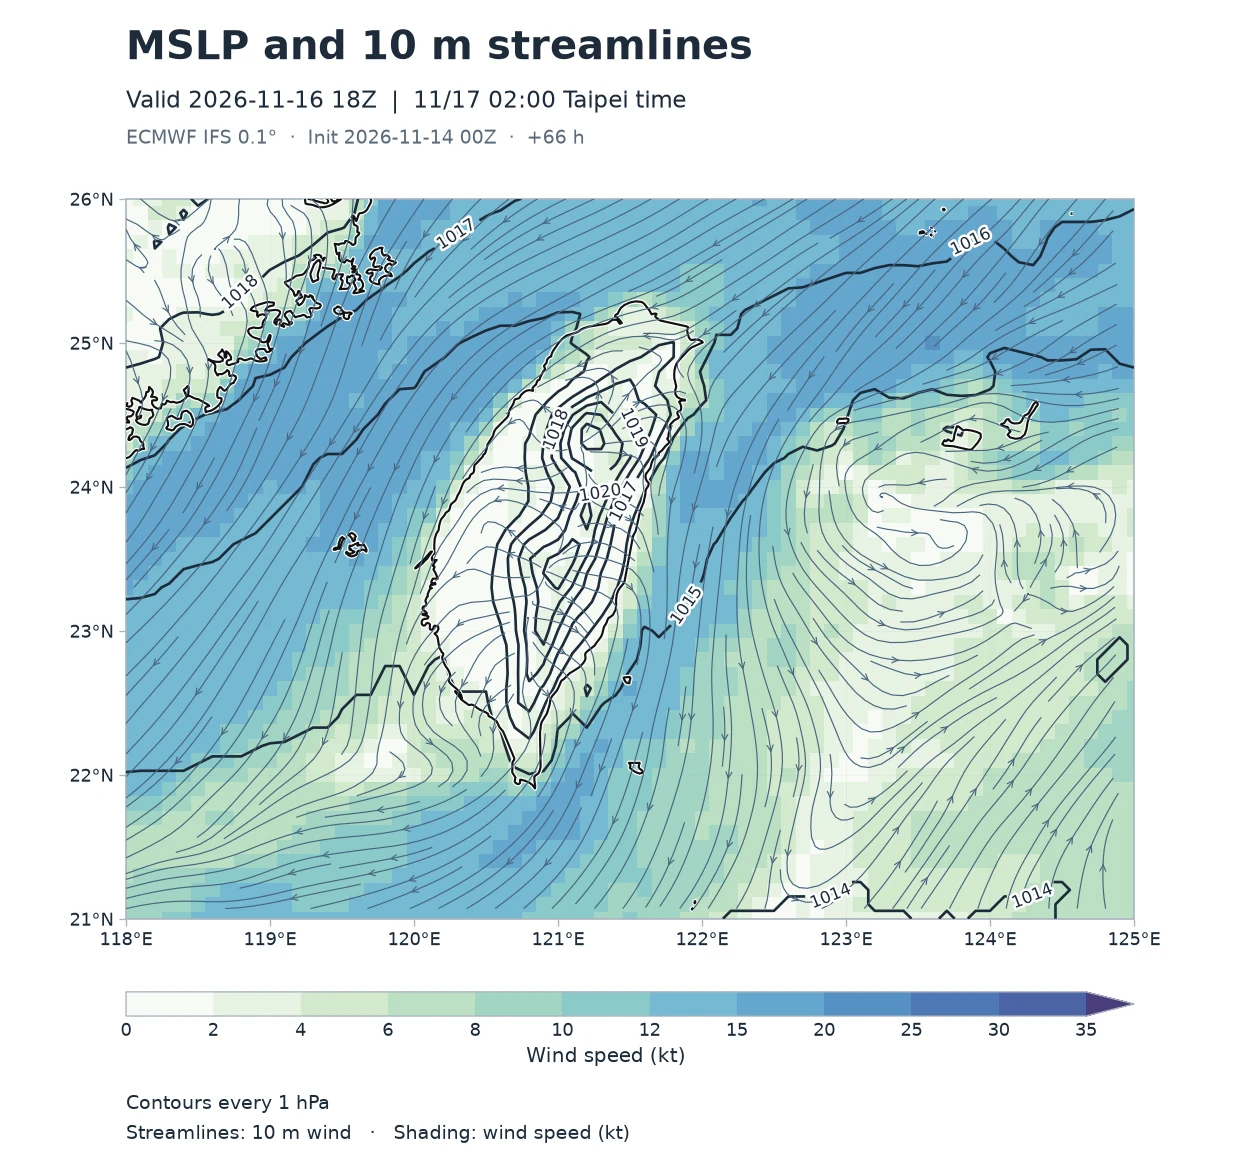 MSLP and 10 m streamlines
Valid 2026-11-16 18Z | 11/17 02:00 Taipei time
ECMWF IFS 0.1° · Init 2026-11-14 00Z · +66 h
26°N
25°N
24°N
23°N
22°N
21°N
1017
1016
1018
1018
1019
1020
1017
1015
1014
1014
118°E 119°E 120°E 121°E 122°E 123°E 124°E 125°E
0 2 4 6 8 10 12 15 20 25 30 35
Wind speed (kt)
Contours every 1 hPa
Streamlines: 10 m wind · Shading: wind speed (kt)